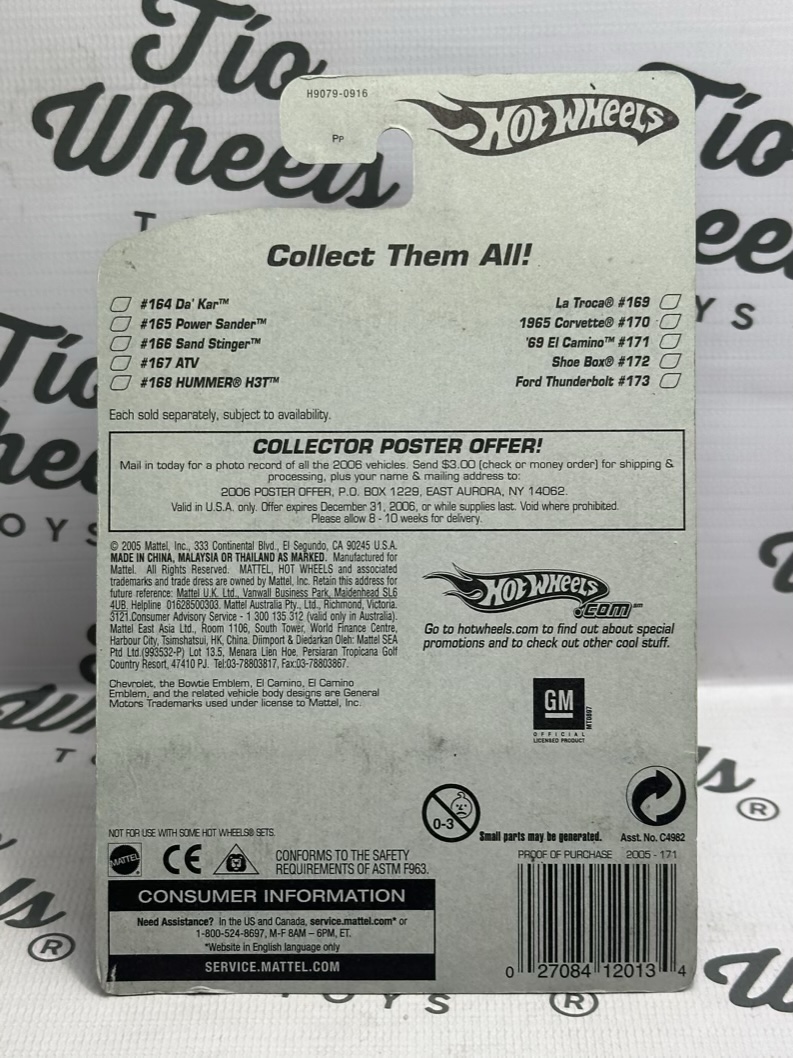 Tío
Wheels
TOYS
H9079-0916
Pp
HOT WHEELS
Collect Them All!
#164 Da' Kar™
#165 Power Sander™
#166 Sand Stinger™
#167 ATV
#168 HUMMER® H3T™
La Troca® #169
1965 Corvette® #170
'69 El Camino™ #171
Shoe Box® #172
Ford Thunderbolt #173
Each sold separately, subject to availability.
COLLECTOR POSTER OFFER!
Mail in today for a photo record of all the 2006 vehicles. Send $3.00 (check or money order) for shipping &
processing, plus your name & mailing address to:
2006 POSTER OFFER, P.O. BOX 1229, EAST AURORA, NY 14062.
Valid in U.S.A. only. Offer expires December 31, 2006, or while supplies last. Void where prohibited.
Please allow 8 - 10 weeks for delivery.
© 2005 Mattel, Inc., 333 Continental Blvd., El Segundo, CA 90245 U.S.A.
MADE IN CHINA, MALAYSIA OR THAILAND AS MARKED. Manufactured for
Mattel. All Rights Reserved. MATTEL, HOT WHEELS and associated
trademarks and trade dress are owned by Mattel, Inc. Retain this address for
future reference: Mattel U.K. Ltd., Vanwall Business Park, Maidenhead SL6
4UB. Helpline 01628500303. Mattel Australia Pty., Ltd., Richmond, Victoria.
3121.Consumer Advisory Service - 1 300 135 312 (valid only in Australia).
Mattel East Asia Ltd., Room 1106, South Tower, World Finance Centre,
Harbour City, Tsimshatsui, HK, China. Diimport & Diedarkan Oleh: Mattel SEA
Ptd Ltd.(993532-P) Lot 13.5, Menara Lien Hoe, Persiaran Tropicana Golf
Country Resort, 47410 PJ. Tel:03-78803817, Fax:03-78803867.
Chevrolet, the Bowtie Emblem, El Camino, El Camino
Emblem, and the related vehicle body designs are General
Motors Trademarks used under license to Mattel, Inc.
HOT WHEELS
.COM℠
Go to hotwheels.com to find out about special
promotions and to check out other cool stuff.
GM
MTD897
OFFICIAL
LICENSED PRODUCT
0-3
Small parts may be generated.
Asst. No. C4982
NOT FOR USE WITH SOME HOT WHEELS® SETS.
MATTEL
CE
CONFORMS TO THE SAFETY
REQUIREMENTS OF ASTM F963.
CONSUMER INFORMATION
Need Assistance? In the US and Canada, service.mattel.com* or
1-800-524-8697, M-F 8AM – 6PM, ET.
*Website in English language only
SERVICE.MATTEL.COM
PROOF OF PURCHASE 2005 - 171
0 27084 12013 4